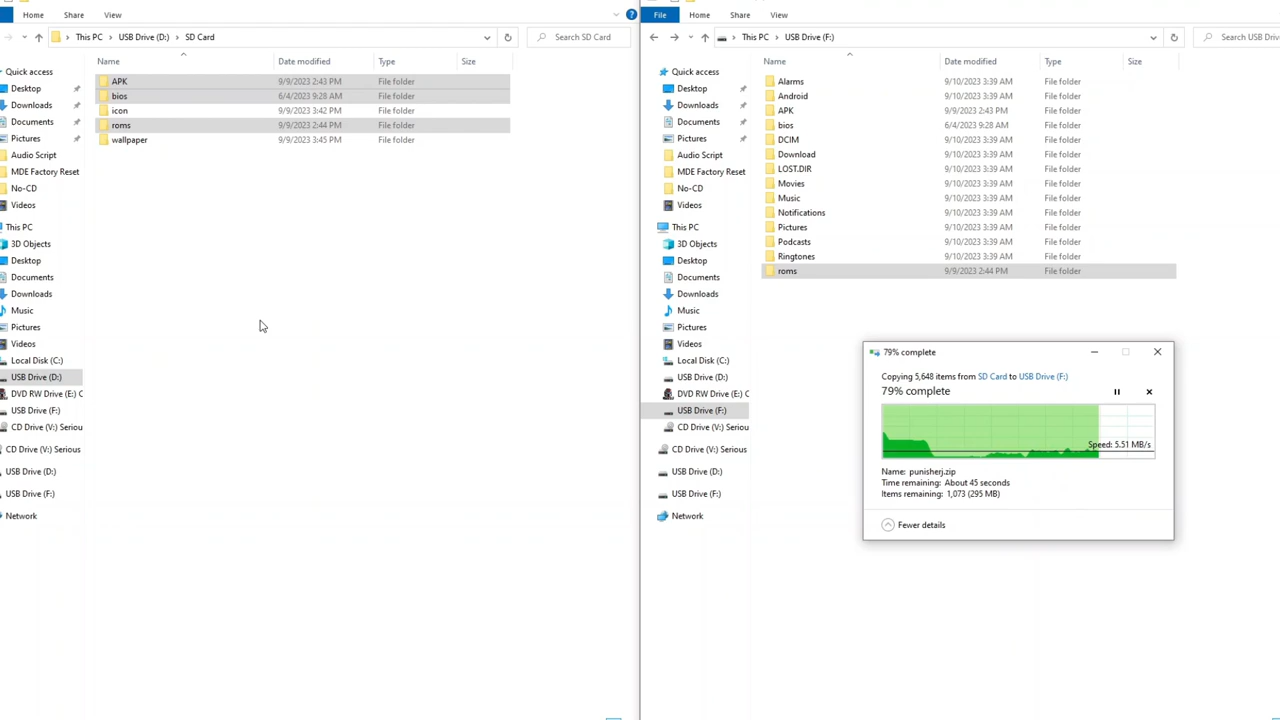 Home Share View
This PC USB Drive (D:) SD Card
Search SD Card
Name Date modified Type Size
APK 9/9/2023 2:43 PM File folder
bios 6/4/2023 9:28 AM File folder
icon 9/9/2023 3:42 PM File folder
roms 9/9/2023 2:44 PM File folder
wallpaper 9/9/2023 3:45 PM File folder
Quick access
Desktop
Downloads
Documents
Pictures
Audio Script
MDE Factory Reset
No-CD
Videos
This PC
3D Objects
Desktop
Documents
Downloads
Music
Pictures
Videos
Local Disk (C:)
USB Drive (D:)
DVD RW Drive (E:) C
USB Drive (F:)
CD Drive (V:) Seriou
CD Drive (V:) Serious
USB Drive (D:)
USB Drive (F:)
Network
File Home Share View
This PC USB Drive (F:)
Search USB Driv
Name Date modified Type Size
Alarms 9/10/2023 3:39 AM File folder
Android 9/10/2023 3:39 AM File folder
APK 9/9/2023 2:43 PM File folder
bios 6/4/2023 9:28 AM File folder
DCIM 9/10/2023 3:39 AM File folder
Download 9/10/2023 3:39 AM File folder
LOST.DIR 9/10/2023 3:39 AM File folder
Movies 9/10/2023 3:39 AM File folder
Music 9/10/2023 3:39 AM File folder
Notifications 9/10/2023 3:39 AM File folder
Pictures 9/10/2023 3:39 AM File folder
Podcasts 9/10/2023 3:39 AM File folder
Ringtones 9/10/2023 3:39 AM File folder
roms 9/9/2023 2:44 PM File folder
Quick access
Desktop
Downloads
Documents
Pictures
Audio Script
MDE Factory Reset
No-CD
Videos
This PC
3D Objects
Desktop
Documents
Downloads
Music
Pictures
Videos
Local Disk (C:)
USB Drive (D:)
DVD RW Drive (E:) C
USB Drive (F:)
CD Drive (V:) Seriou
CD Drive (V:) Serious
USB Drive (D:)
USB Drive (F:)
Network
79% complete
Copying 5,648 items from SD Card to USB Drive (F:)
79% complete
Speed: 5.51 MB/s
Name: punisherj.zip
Time remaining: About 45 seconds
Items remaining: 1,073 (295 MB)
Fewer details